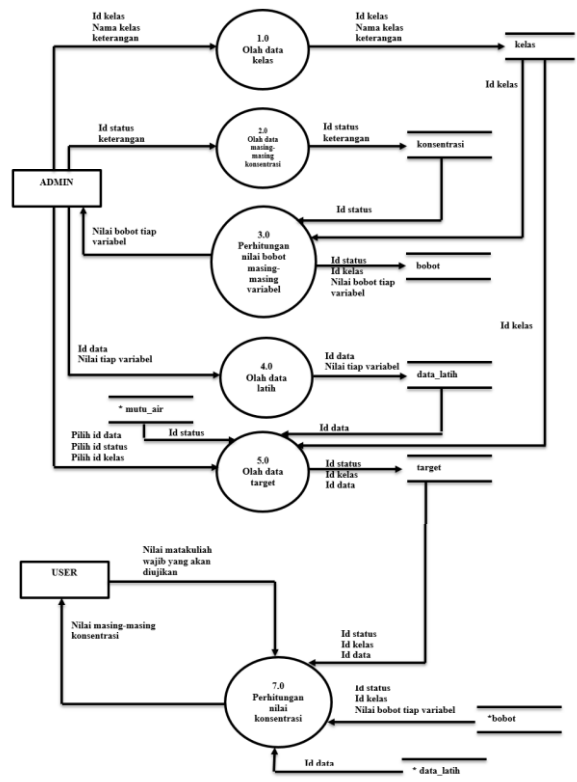 Id kelas
Nama kelas
keterangan
1.0
Olah data
kelas
Id kelas
Nama kelas
keterangan
kelas
Id kelas
Id status
keterangan
2.0
Olah data
masing-
masing
konsentrasi
Id status
keterangan
konsentrasi
ADMIN
Id status
Nilai bobot tiap
variabel
3.0
Perhitungan
nilai bobot
masing-
masing
variabel
Id status
Id kelas
Nilai bobot tiap
variabel
bobot
Id kelas
Id data
Nilai tiap variabel
4.0
Olah data
latih
Id data
Nilai tiap variabel
data_latih
* mutu_air
Id status
Id data
Pilih id data
Pilih id status
Pilih id kelas
5.0
Olah data
target
Id status
Id kelas
Id data
target
USER
Nilai matakuliah
wajib yang akan
diujikan
Nilai masing-masing
konsentrasi
Id status
Id kelas
Id data
7.0
Perhitungan
nilai
konsentrasi
Id status
Id kelas
Nilai bobot tiap variabel
*bobot
Id data
* data_latih